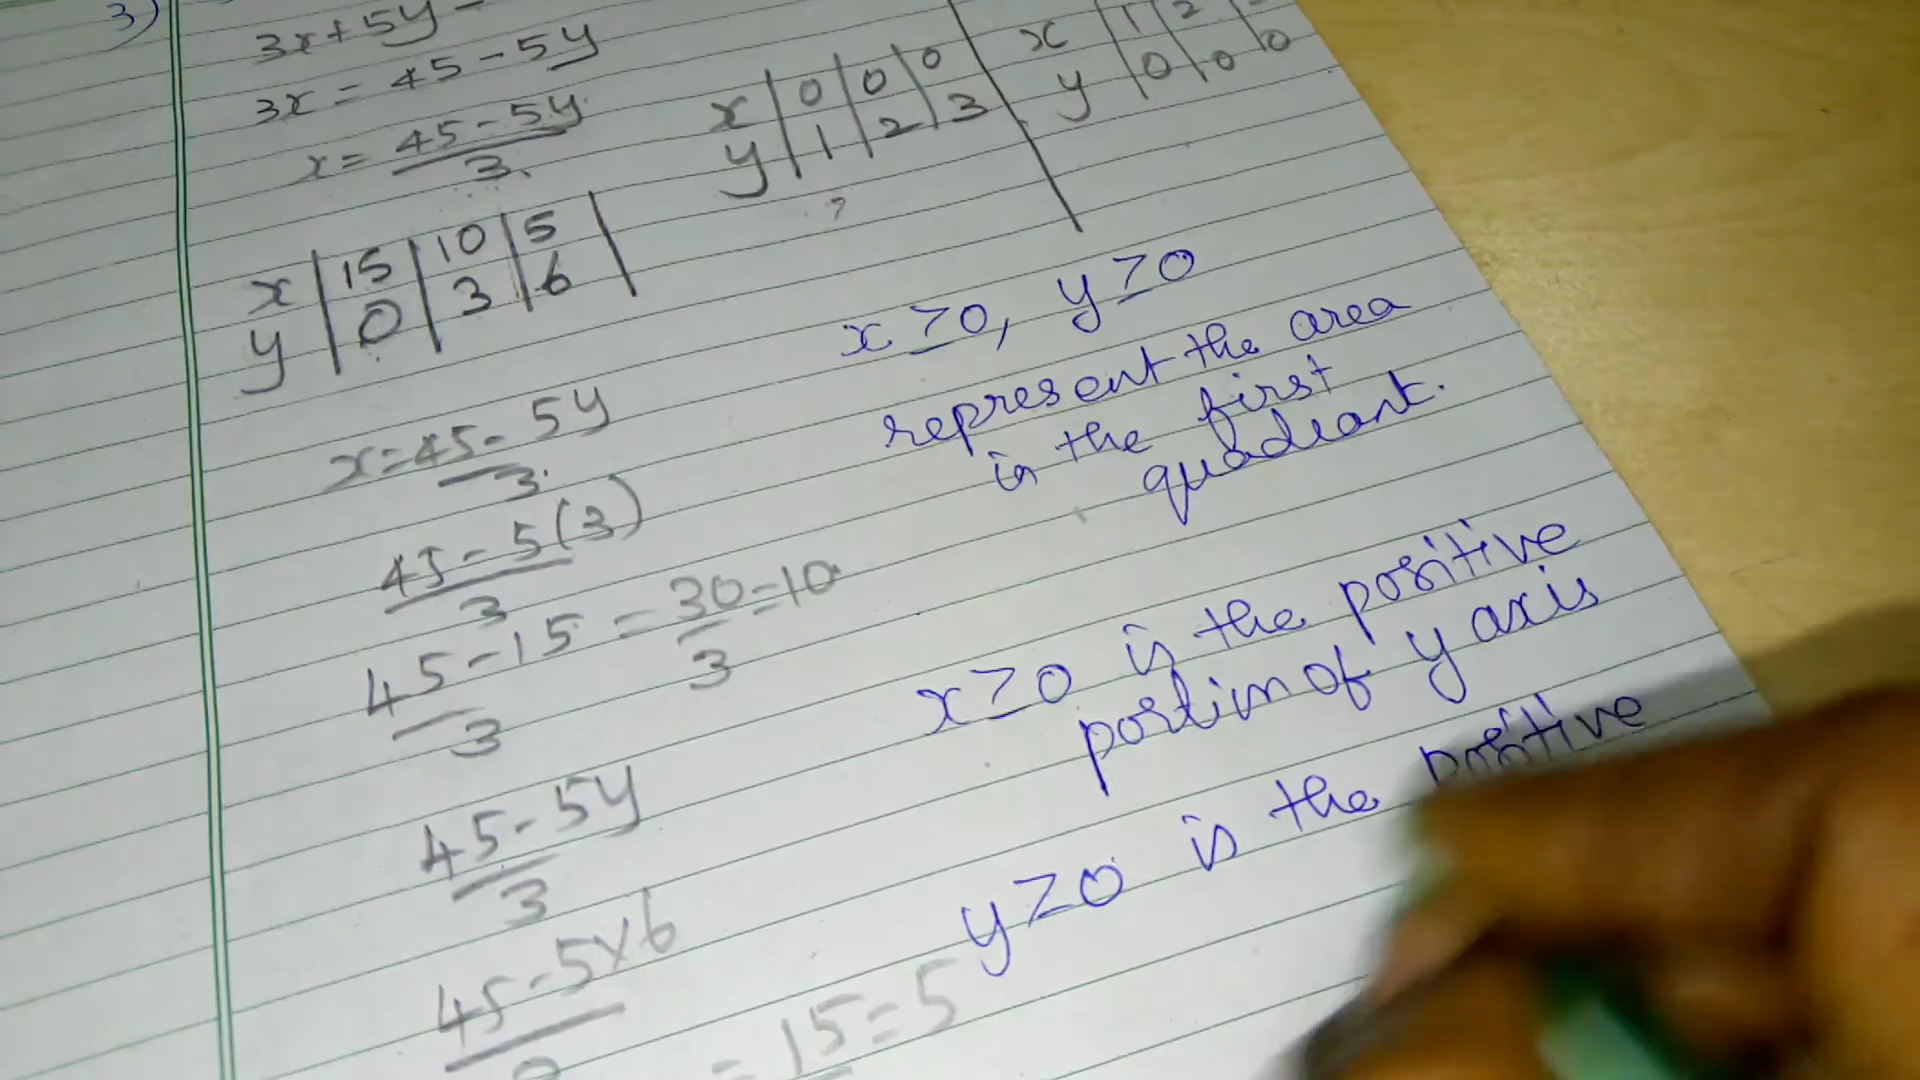 3)
3x+5y
3x = 45-5y
x = 45-5y
3
x | 0 | 0 | 0
y | 1 | 2 | 3
?
x | 1 | 2
y | 0 | 0 | 0
x | 15 | 10 | 5 |
y | 0 | 3 | 6
x=45-5y
3
45-5(3)
3
45-15 = 30 = 10
3 3
45-5y
3
45-5×6
= 15 = 5
x≥0, y≥0
represent the area
in the first
quadrant.
x≥0 is the positive
portion of y axis
y≥0 is the positive